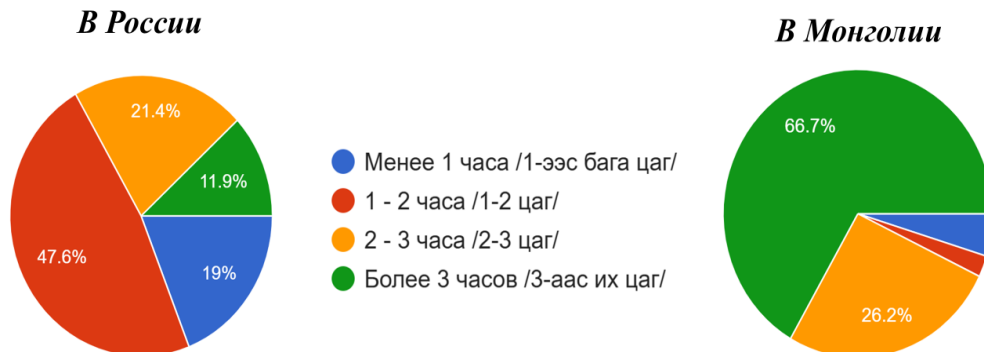 В России
В Монголии
21.4%
11.9%
47.6%
19%
Менее 1 часа /1-ээс бага цаг/
1 - 2 часа /1-2 цаг/
2 - 3 часа /2-3 цаг/
Более 3 часов /3-аас их цаг/
66.7%
26.2%